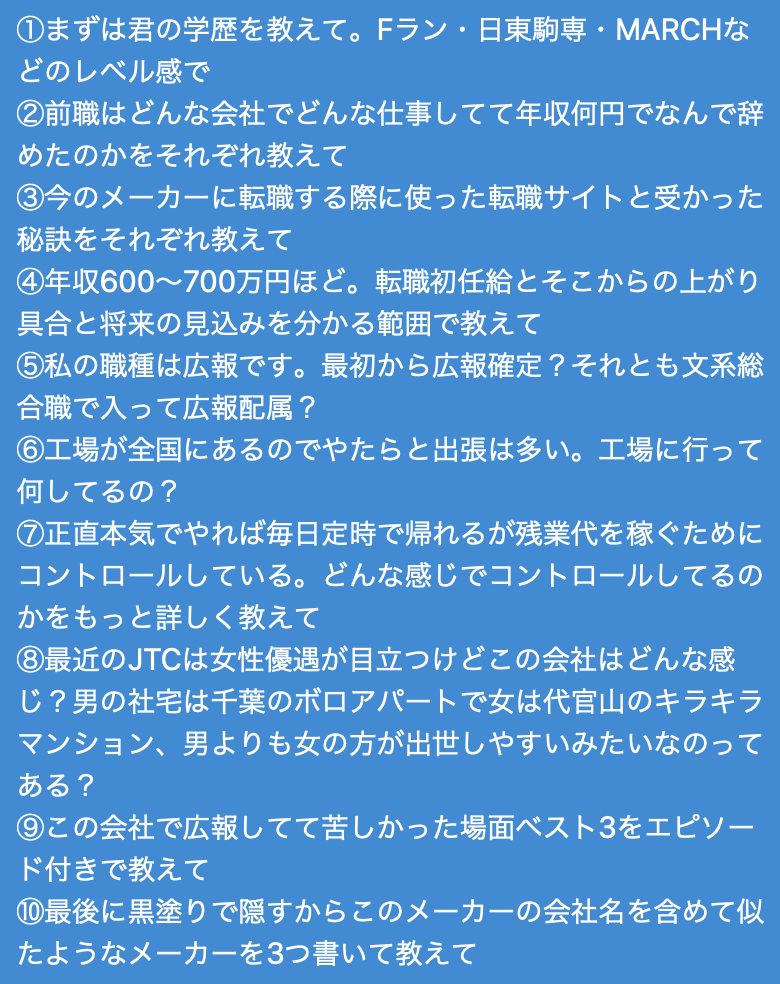 ①まずは君の学歴を教えて。Fラン・日東駒専・MARCHな
どのレベル感で
②前職はどんな会社でどんな仕事してて年収何円でなんで辞
めたのかをそれぞれ教えて
③今のメーカーに転職する際に使った転職サイトと受かった
秘訣をそれぞれ教えて
④年収600〜700万円ほど。転職初任給とそこからの上がり
具合と将来の見込みを分かる範囲で教えて
⑤私の職種は広報です。最初から広報確定？それとも文系総
合職で入って広報配属？
⑥工場が全国にあるのでやたらと出張は多い。工場に行って
何してるの？
⑦正直本気でやれば毎日定時で帰れるが残業代を稼ぐために
コントロールしている。どんな感じでコントロールしてるの
かをもっと詳しく教えて
⑧最近のJTCは女性優遇が目立つけどこの会社はどんな感
じ？男の社宅は千葉のボロアパートで女は代官山のキラキラ
マンション、男よりも女の方が出世しやすいみたいなのって
ある？
⑨この会社で広報してて苦しかった場面ベスト3をエピソー
ド付きで教えて
⑩最後に黒塗りで隠すからこのメーカーの会社名を含めて似
たようなメーカーを3つ書いて教えて